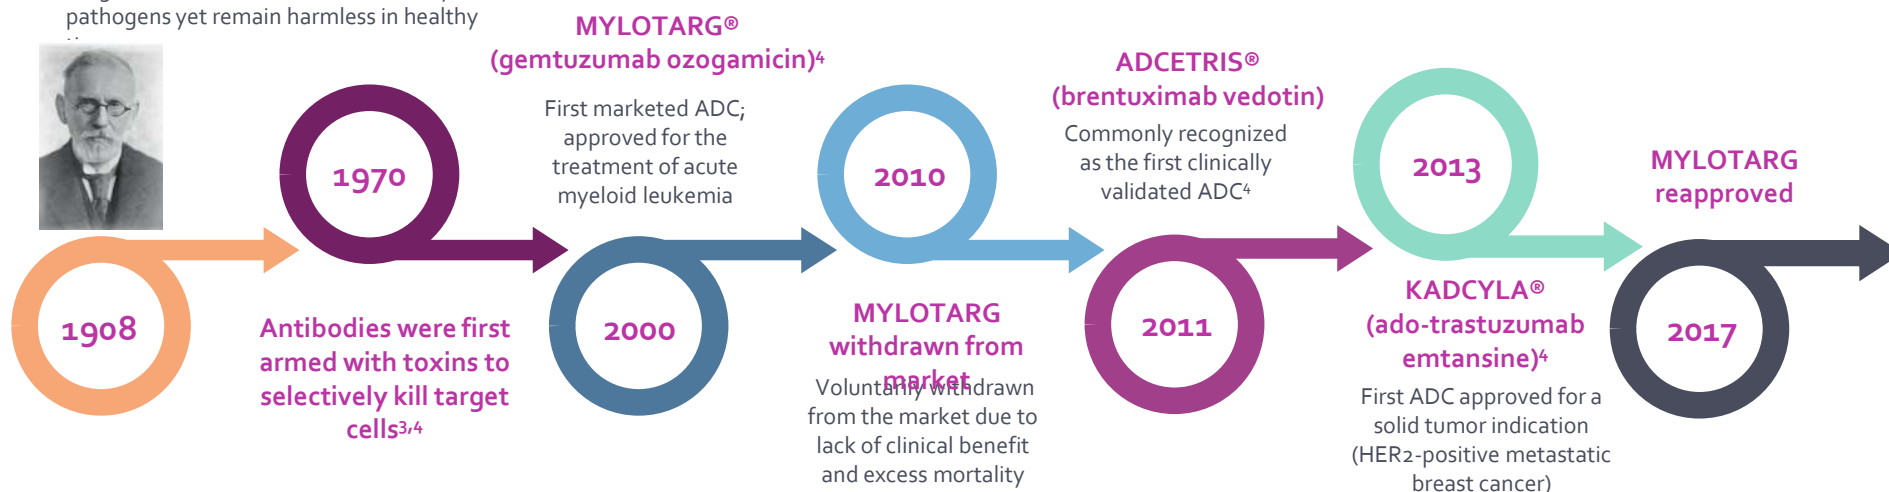 pathogens yet remain harmless in healthy
1908
1970
Antibodies were first
armed with toxins to
selectively kill target
cells³,⁴
MYLOTARG®
(gemtuzumab ozogamicin)⁴
First marketed ADC;
approved for the
treatment of acute
myeloid leukemia
2000
2010
MYLOTARG
withdrawn from
market
Voluntarily withdrawn
from the market due to
lack of clinical benefit
and excess mortality
ADCETRIS®
(brentuximab vedotin)
Commonly recognized
as the first clinically
validated ADC⁴
2011
2013
KADCYLA®
(ado-trastuzumab
emtansine)⁴
First ADC approved for a
solid tumor indication
(HER2-positive metastatic
breast cancer)
MYLOTARG
reapproved
2017